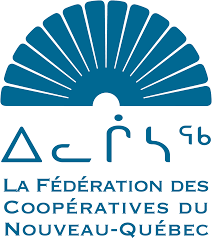 ᐃᓚᒌᓴᖅ
LA FÉDÉRATION DES
COOPÉRATIVES DU
NOUVEAU-QUÉBEC